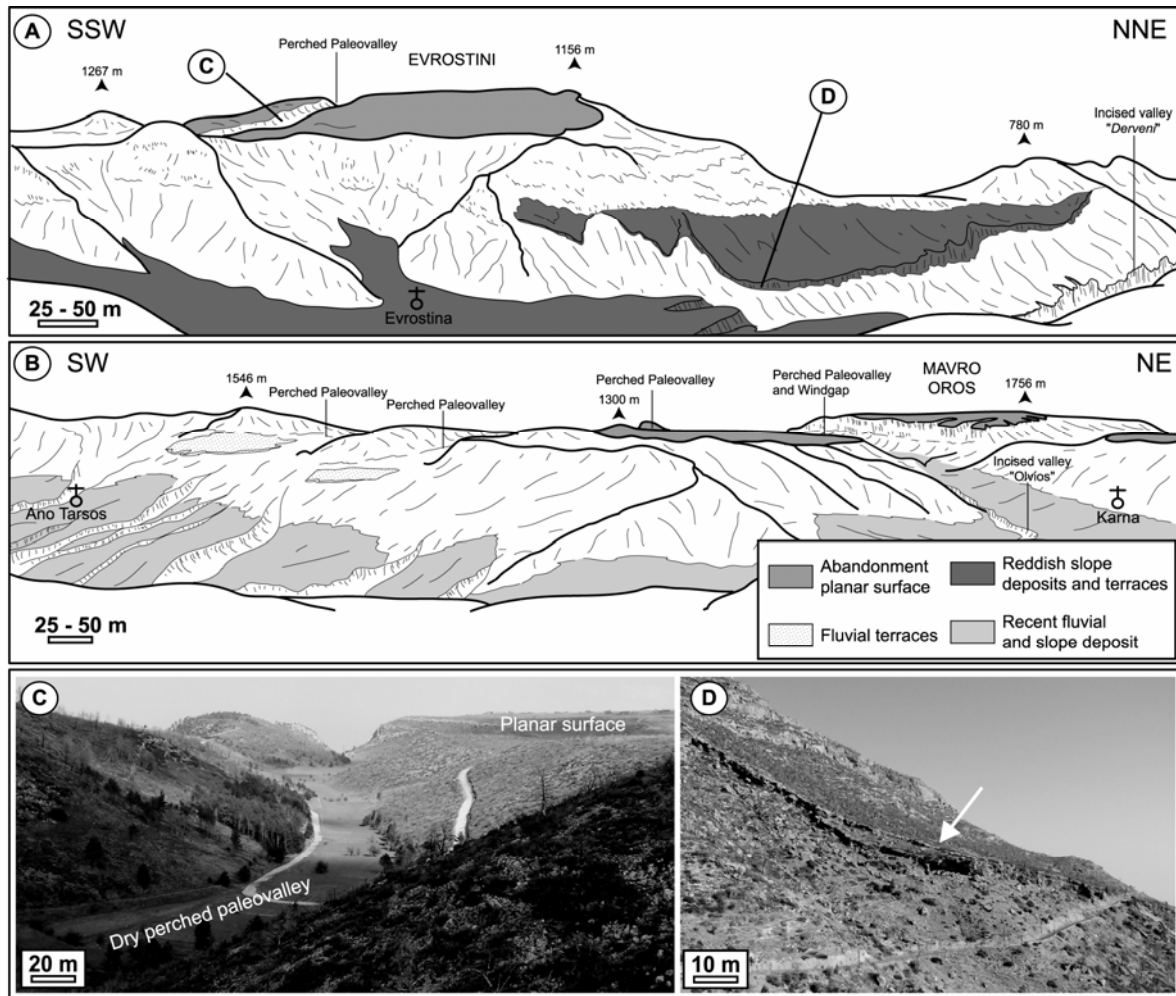 A
SSW
NNE
Perched Paleovalley
EVROSTINI
1156 m
1267 m
C
D
Incised valley
"Derveni"
780 m
Evrostina
25 - 50 m
B
SW
NE
1546 m
Perched Paleovalley
Perched Paleovalley
Perched Paleovalley
1300 m
Perched Paleovalley
and Windgap
MAVRO
OROS
1756 m
Incised valley
"Olvios"
Ano Tarsos
Karna
25 - 50 m
Abandonment
planar surface
Reddish slope
deposits and terraces
Fluvial terraces
Recent fluvial
and slope deposit
C
Planar surface
Dry perched paleovalley
20 m
D
10 m